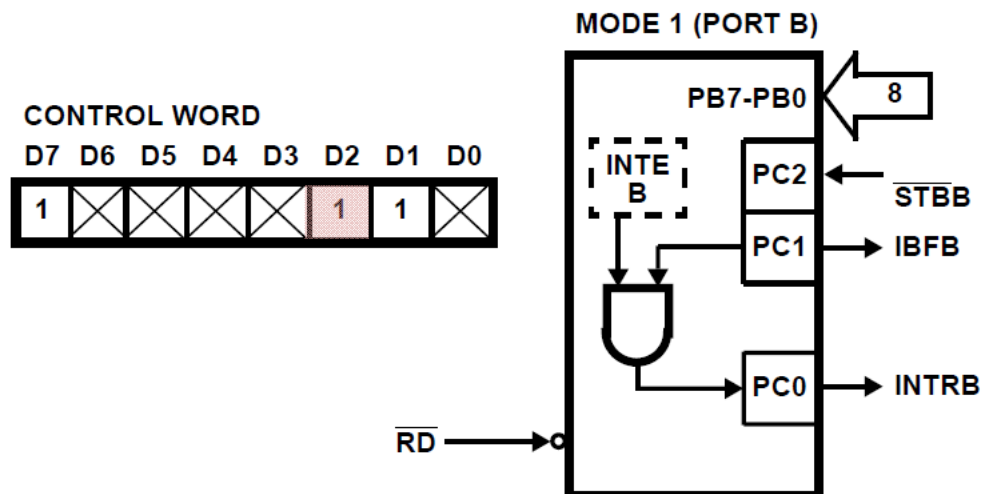 MODE 1 (PORT B)
CONTROL WORD
D7 D6 D5 D4 D3 D2 D1 D0
1 1 1
PB7-PB0
8
INTE
B
PC2
STBB
PC1
IBFB
PC0
INTRB
RD